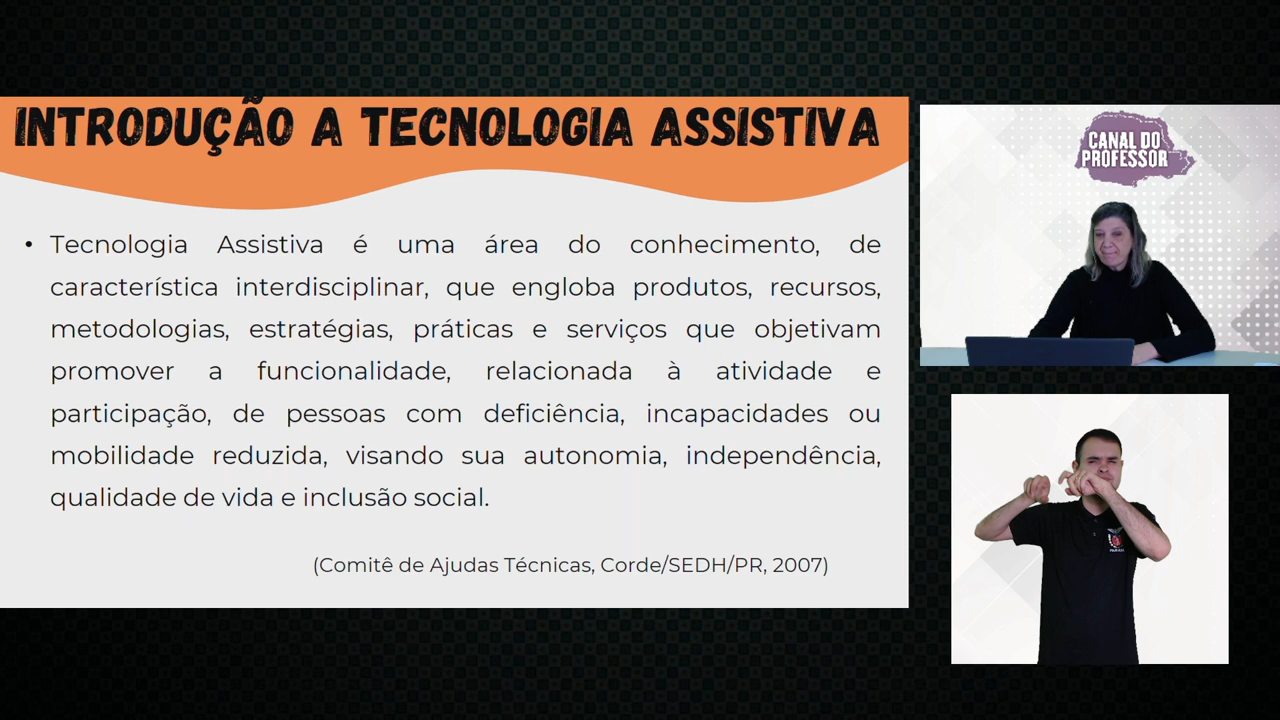 INTRODUÇÃO A TECNOLOGIA ASSISTIVA
• Tecnologia Assistiva é uma área do conhecimento, de
característica interdisciplinar, que engloba produtos, recursos,
metodologias, estratégias, práticas e serviços que objetivam
promover a funcionalidade, relacionada à atividade e
participação, de pessoas com deficiência, incapacidades ou
mobilidade reduzida, visando sua autonomia, independência,
qualidade de vida e inclusão social.
(Comitê de Ajudas Técnicas, Corde/SEDH/PR, 2007)
CANAL DO
PROFESSOR